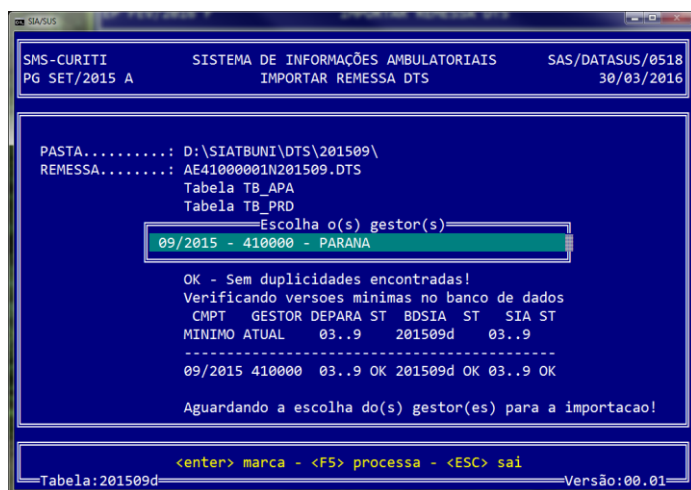 SIA/SUS
SMS-CURITI SISTEMA DE INFORMAÇÕES AMBULATORIAIS SAS/DATASUS/0518
PG SET/2015 A IMPORTAR REMESSA DTS 30/03/2016
PASTA..........: D:\SIATBUNI\DTS\201509\
REMESSA........: AE41000001N201509.DTS
Tabela TB_APA
Tabela TB_PRD
Escolha o(s) gestor(s)
09/2015 - 410000 - PARANA
OK - Sem duplicidades encontradas!
Verificando versoes minimas no banco de dados
CMPT GESTOR DEPARA ST BDSIA ST SIA ST
MINIMO ATUAL 03..9 201509d 03..9
-----------------------------------------------
09/2015 410000 03..9 OK 201509d OK 03..9 OK
Aguardando a escolha do(s) gestor(es) para a importacao!
<enter> marca - <F5> processa - <ESC> sai
Tabela:201509d Versão:00.01